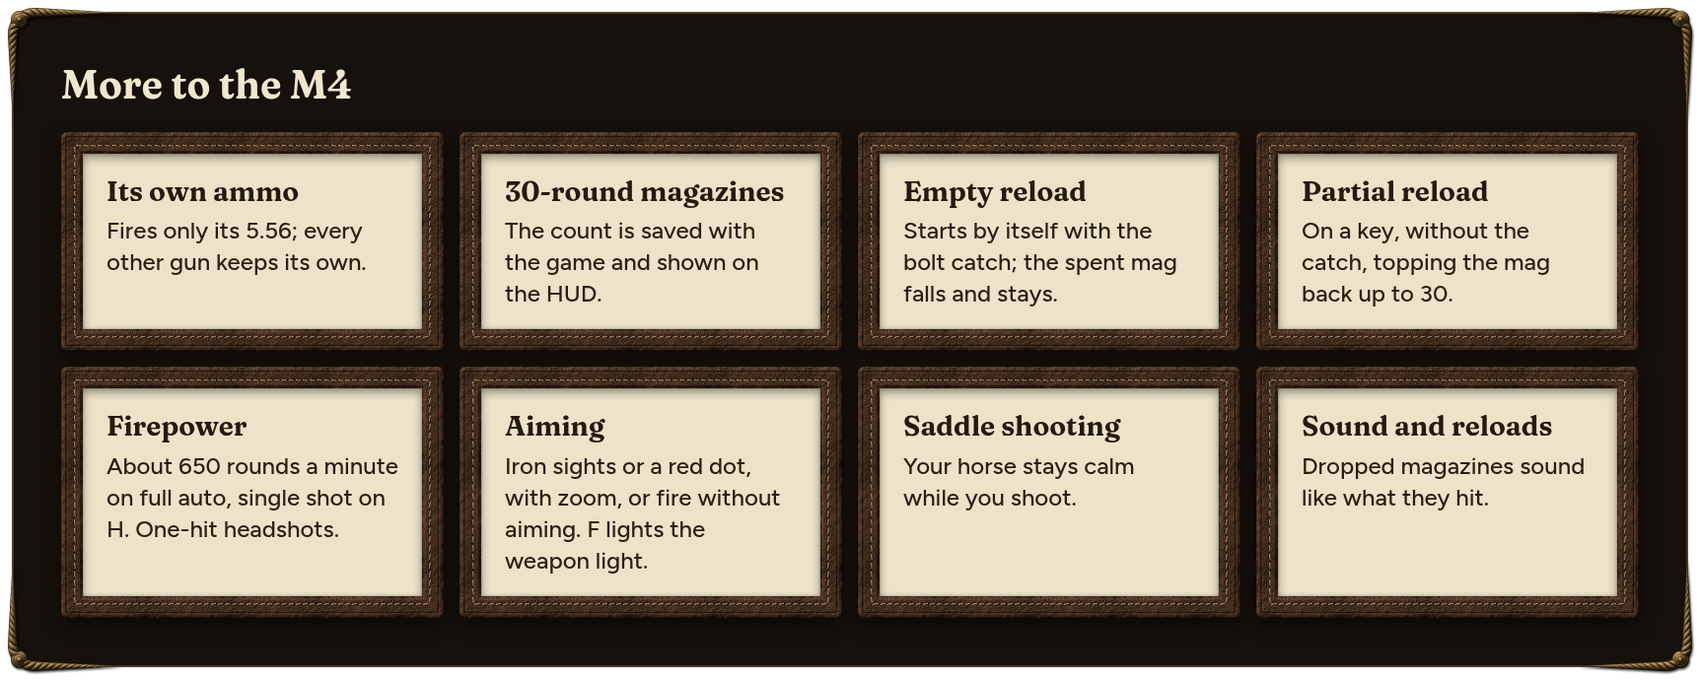 More to the M4
Its own ammo
Fires only its 5.56; every
other gun keeps its own.
30-round magazines
The count is saved with
the game and shown on
the HUD.
Empty reload
Starts by itself with the
bolt catch; the spent mag
falls and stays.
Partial reload
On a key, without the
catch, topping the mag
back up to 30.
Firepower
About 650 rounds a minute
on full auto, single shot on
H. One-hit headshots.
Aiming
Iron sights or a red dot,
with zoom, or fire without
aiming. F lights the
weapon light.
Saddle shooting
Your horse stays calm
while you shoot.
Sound and reloads
Dropped magazines sound
like what they hit.